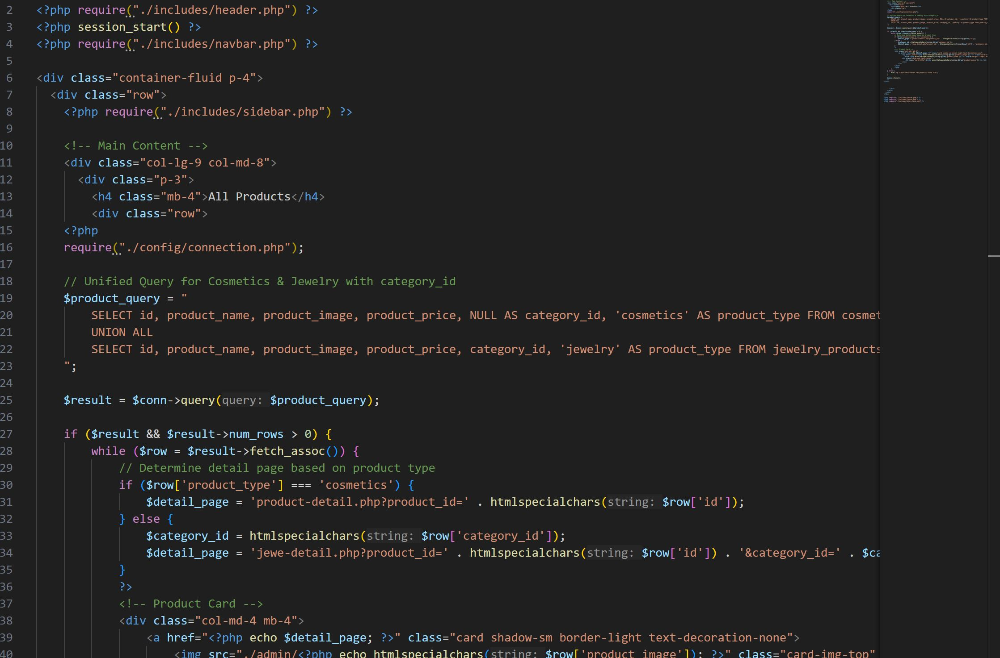 2 <?php require("./includes/header.php") ?>
3 <?php session_start() ?>
4 <?php require("./includes/navbar.php") ?>
5
6 <div class="container-fluid p-4">
7 <div class="row">
8 <?php require("./includes/sidebar.php") ?>
9
10 <!-- Main Content -->
11 <div class="col-lg-9 col-md-8">
12 <div class="p-3">
13 <h4 class="mb-4">All Products</h4>
14 <div class="row">
15 <?php
16 require("./config/connection.php");
17
18 // Unified Query for Cosmetics & Jewelry with category_id
19 $product_query = "
20 SELECT id, product_name, product_image, product_price, NULL AS category_id, 'cosmetics' AS product_type FROM cosmet
21 UNION ALL
22 SELECT id, product_name, product_image, product_price, category_id, 'jewelry' AS product_type FROM jewelry_products
23 ";
24
25 $result = $conn->query(query: $product_query);
26
27 if ($result && $result->num_rows > 0) {
28 while ($row = $result->fetch_assoc()) {
29 // Determine detail page based on product type
30 if ($row['product_type'] === 'cosmetics') {
31 $detail_page = 'product-detail.php?product_id=' . htmlspecialchars(string: $row['id']);
32 } else {
33 $category_id = htmlspecialchars(string: $row['category_id']);
34 $detail_page = 'jewe-detail.php?product_id=' . htmlspecialchars(string: $row['id']) . '&category_id=' . $ca
35 }
36 ?>
37 <!-- Product Card -->
38 <div class="col-md-4 mb-4">
39 <a href="<?php echo $detail_page; ?>" class="card shadow-sm border-light text-decoration-none">
40 <img src="./admin/<?php echo htmlspecialchars(string: $row['product_image']); ?>" class="card-img-top"